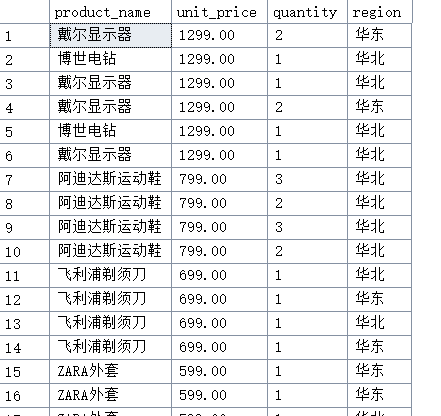 product_name unit_price quantity region
1 戴尔显示器 1299.00 2 华东
2 博世电钻 1299.00 1 华北
3 戴尔显示器 1299.00 1 华北
4 戴尔显示器 1299.00 2 华东
5 博世电钻 1299.00 1 华北
6 戴尔显示器 1299.00 1 华北
7 阿迪达斯运动鞋 799.00 3 华北
8 阿迪达斯运动鞋 799.00 2 华北
9 阿迪达斯运动鞋 799.00 3 华北
10 阿迪达斯运动鞋 799.00 2 华北
11 飞利浦剃须刀 699.00 1 华北
12 飞利浦剃须刀 699.00 1 华东
13 飞利浦剃须刀 699.00 1 华北
14 飞利浦剃须刀 699.00 1 华东
15 ZARA外套 599.00 1 华东
16 ZARA外套 599.00 1 华东